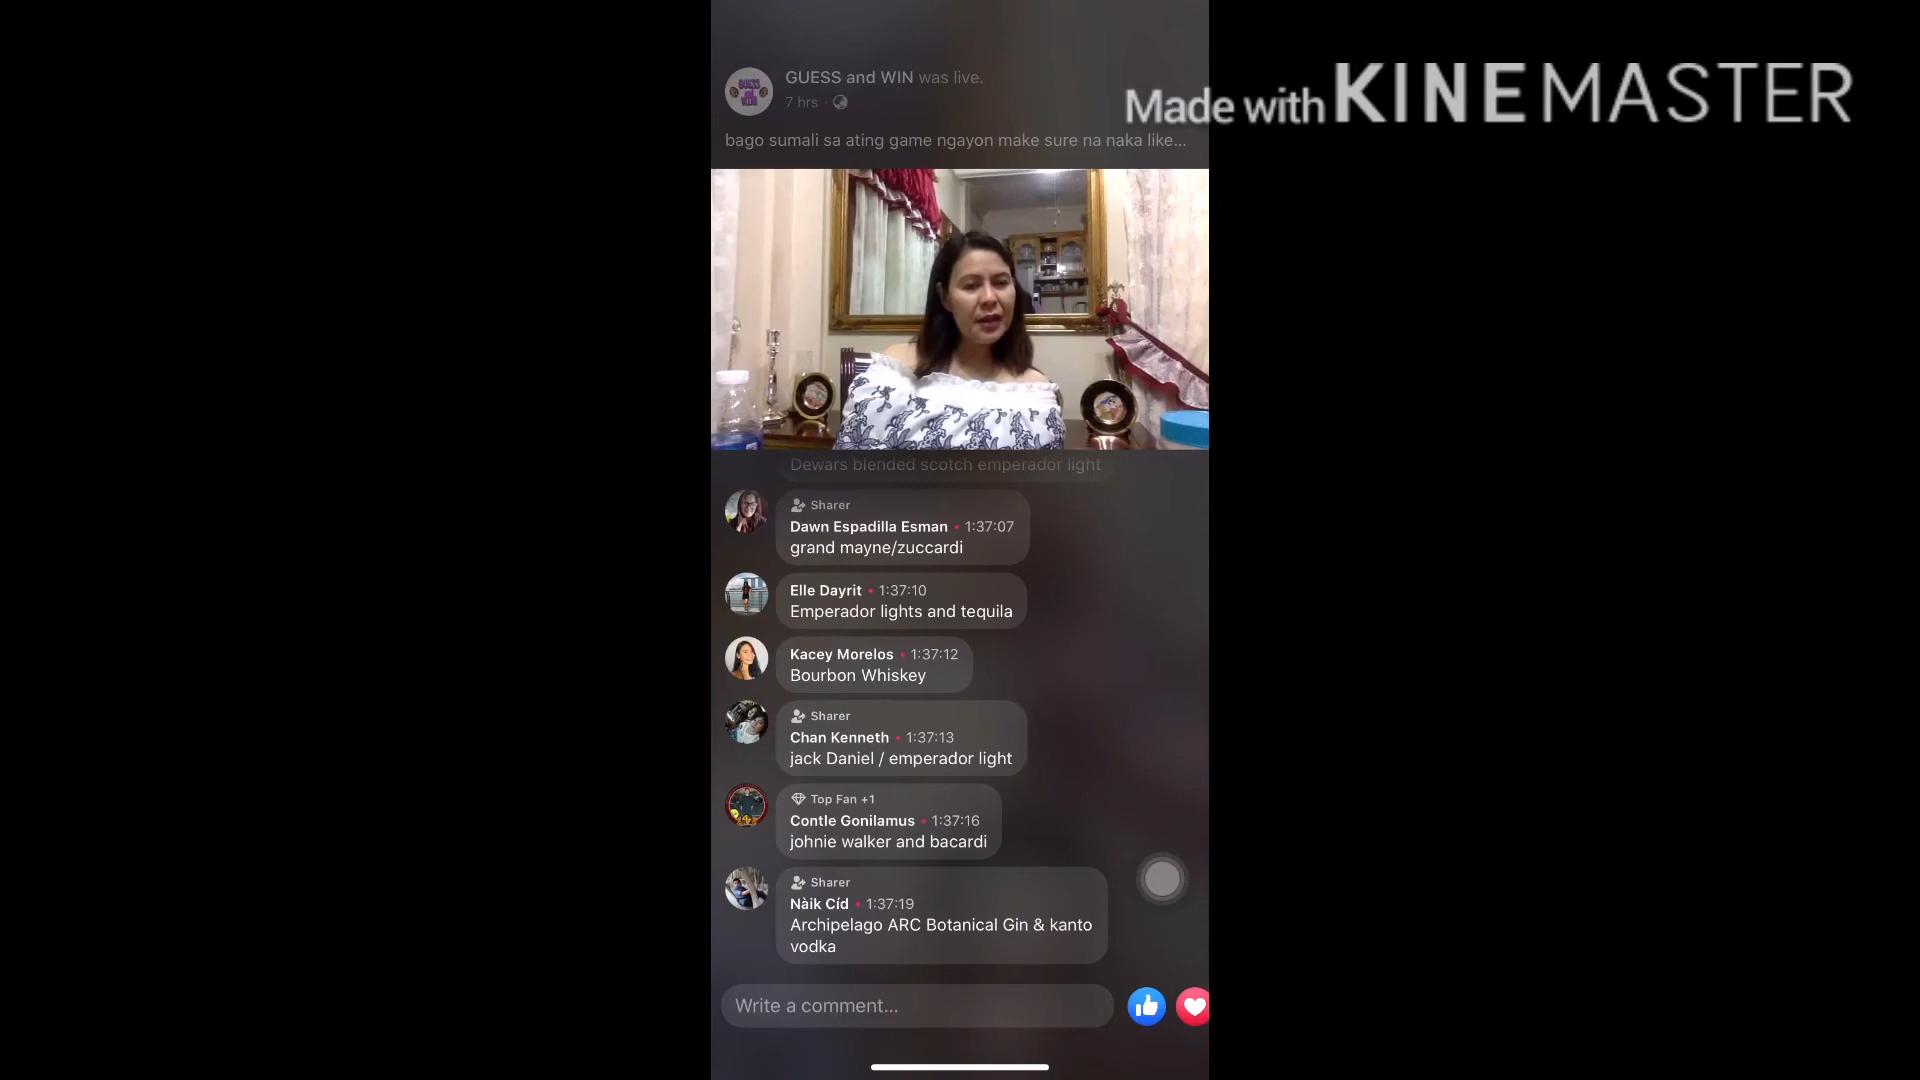 GUESS and WIN was live.
7 hrs ·
Made with KINEMASTER
bago sumali sa ating game ngayon make sure na naka like...
Dewars blended scotch emperador light
Sharer
Dawn Espadilla Esman • 1:37:07
grand mayne/zuccardi
Elle Dayrit • 1:37:10
Emperador lights and tequila
Kacey Morelos • 1:37:12
Bourbon Whiskey
Sharer
Chan Kenneth • 1:37:13
jack Daniel / emperador light
Top Fan +1
Contle Gonilamus • 1:37:16
johnie walker and bacardi
Sharer
Nàik Cíd • 1:37:19
Archipelago ARC Botanical Gin & kanto
vodka
Write a comment...